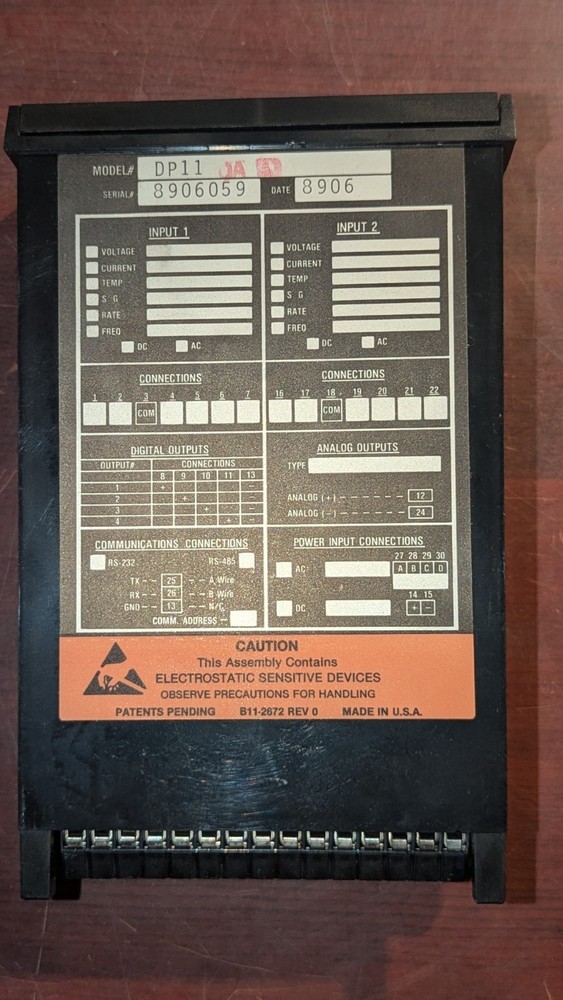 MODEL# DP11
SERIAL# 8906059 DATE 8906
INPUT 1
VOLTAGE
CURRENT
TEMP
S G
RATE
FREQ
DC AC
INPUT 2
VOLTAGE
CURRENT
TEMP
S G
RATE
FREQ
DC AC
CONNECTIONS
1 2 3 4 5 6 7
COM
CONNECTIONS
16 17 18 19 20 21 22
COM
DIGITAL OUTPUTS
OUTPUT# CONNECTIONS
8 9 10 11 13
1 + –
2 + –
3 + –
4 + –
ANALOG OUTPUTS
TYPE
ANALOG (+) – – – – – – 12
ANALOG (–) – – – – – – 24
COMMUNICATIONS CONNECTIONS
RS-232 RS-485
TX – – 25 – – A Wire
RX – – 26 – – B Wire
GND – – 13 – – N/C
COMM. ADDRESS –
POWER INPUT CONNECTIONS
27 28 29 30
AC A B C D
14 15
DC + –
CAUTION
This Assembly Contains
ELECTROSTATIC SENSITIVE DEVICES
OBSERVE PRECAUTIONS FOR HANDLING
PATENTS PENDING B11-2672 REV 0 MADE IN U.S.A.